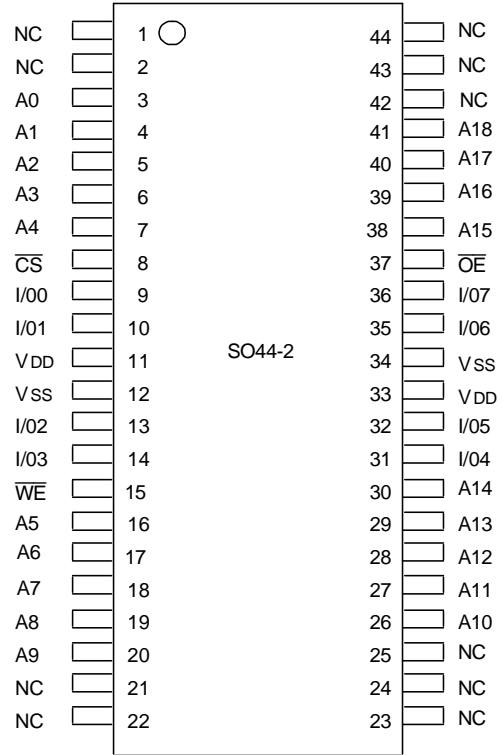 NC 1 44 NC
NC 2 43 NC
A0 3 42 NC
A1 4 41 A18
A2 5 40 A17
A3 6 39 A16
A4 7 38 A15
C̅S̅ 8 37 O̅E̅
I/00 9 36 I/07
I/01 10 35 I/06
SO44-2
VDD 11 34 VSS
VSS 12 33 VDD
I/02 13 32 I/05
I/03 14 31 I/04
W̅E̅ 15 30 A14
A5 16 29 A13
A6 17 28 A12
A7 18 27 A11
A8 19 26 A10
A9 20 25 NC
NC 21 24 NC
NC 22 23 NC